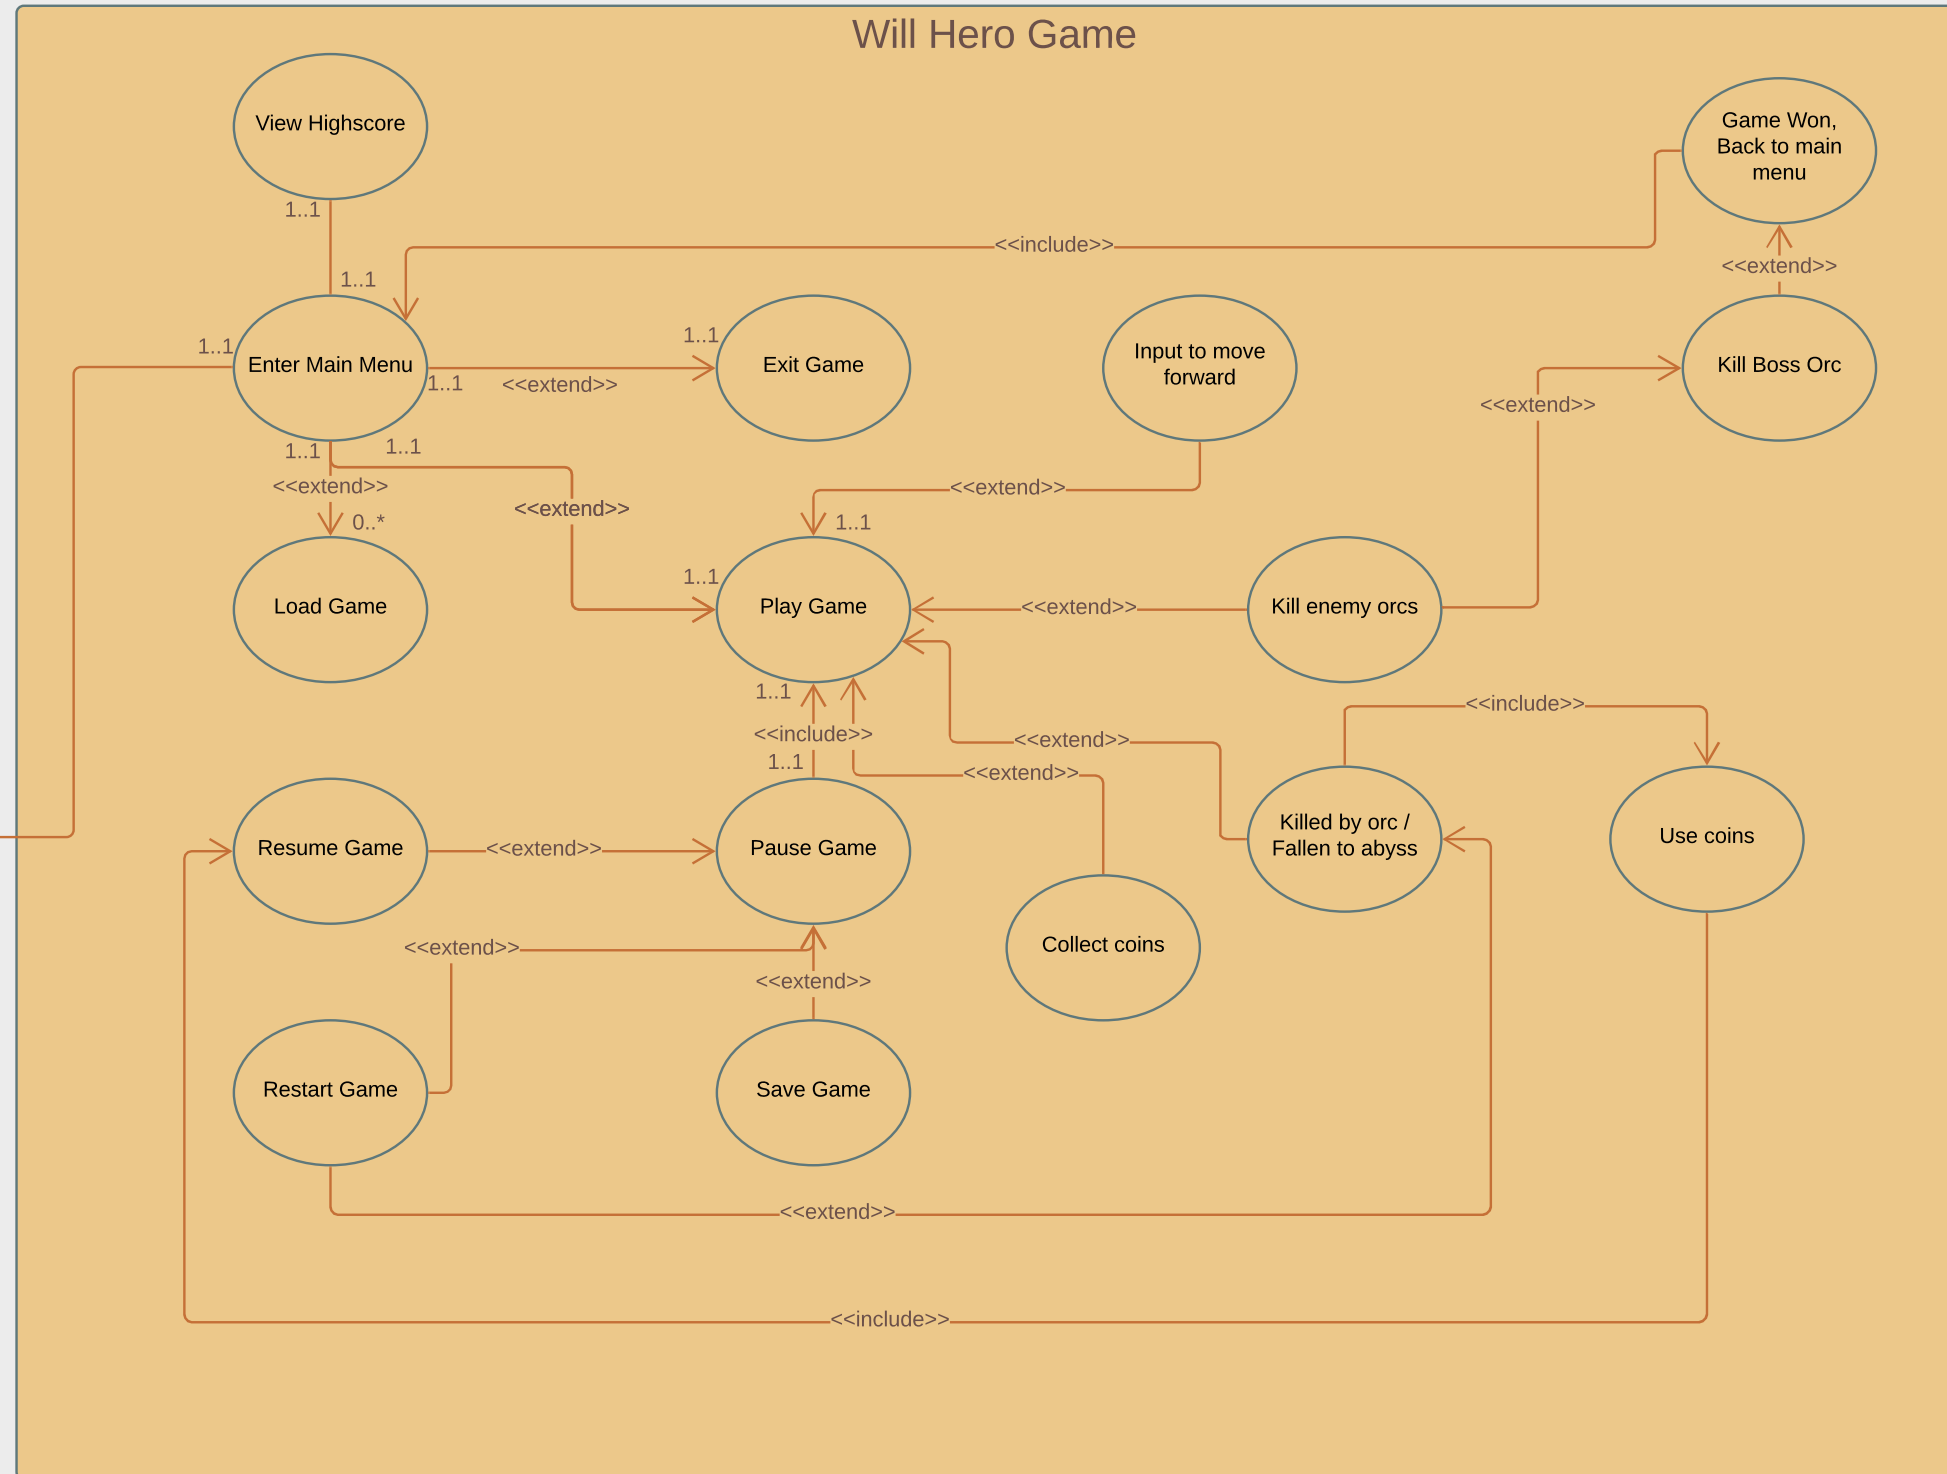 Will Hero Game
View Highscore
Game Won,
Back to main
menu
1..1
<<include>>
<<extend>>
1..1
1..1
Enter Main Menu
1..1
<<extend>>
1..1
Exit Game
Input to move
forward
Kill Boss Orc
<<extend>>
1..1
1..1
<<extend>>
<<extend>>
<<extend>>
0..*
1..1
1..1
Load Game
Play Game
<<extend>>
Kill enemy orcs
1..1
<<include>>
1..1
<<extend>>
<<extend>>
<<include>>
Resume Game
<<extend>>
Pause Game
Killed by orc /
Fallen to abyss
Use coins
<<extend>>
<<extend>>
Collect coins
Restart Game
Save Game
<<extend>>
<<include>>